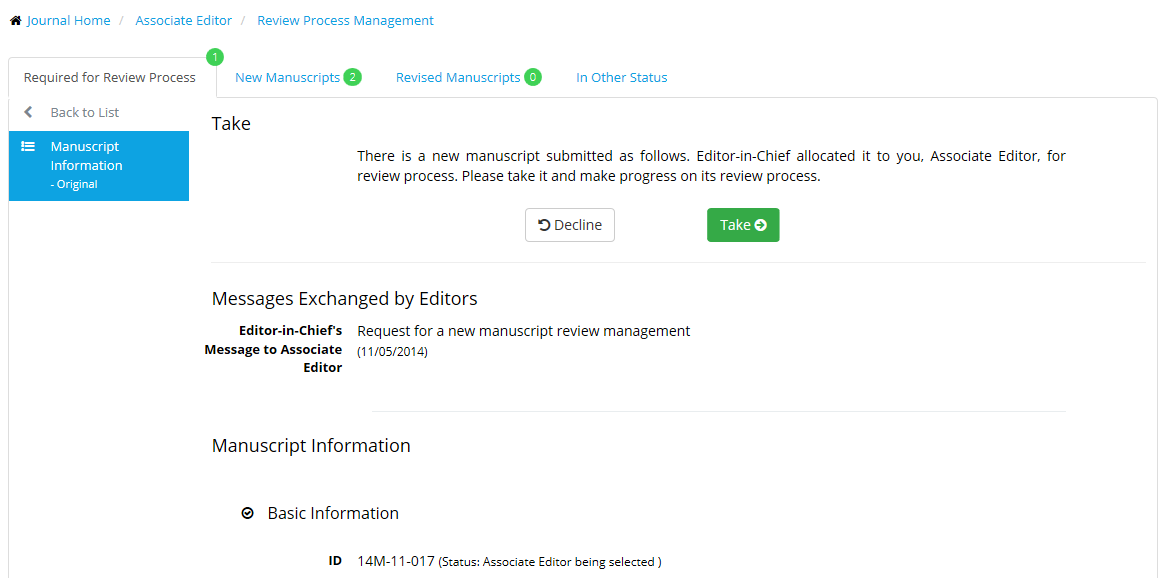 Journal Home / Associate Editor / Review Process Management
1
Required for Review Process New Manuscripts 2 Revised Manuscripts 0 In Other Status
Back to List
Manuscript
Information
- Original
Take
There is a new manuscript submitted as follows. Editor-in-Chief allocated it to you, Associate Editor, for
review process. Please take it and make progress on its review process.
Decline Take
Messages Exchanged by Editors
Editor-in-Chief's
Message to Associate
Editor
Request for a new manuscript review management
(11/05/2014)
Manuscript Information
Basic Information
ID 14M-11-017 (Status: Associate Editor being selected )